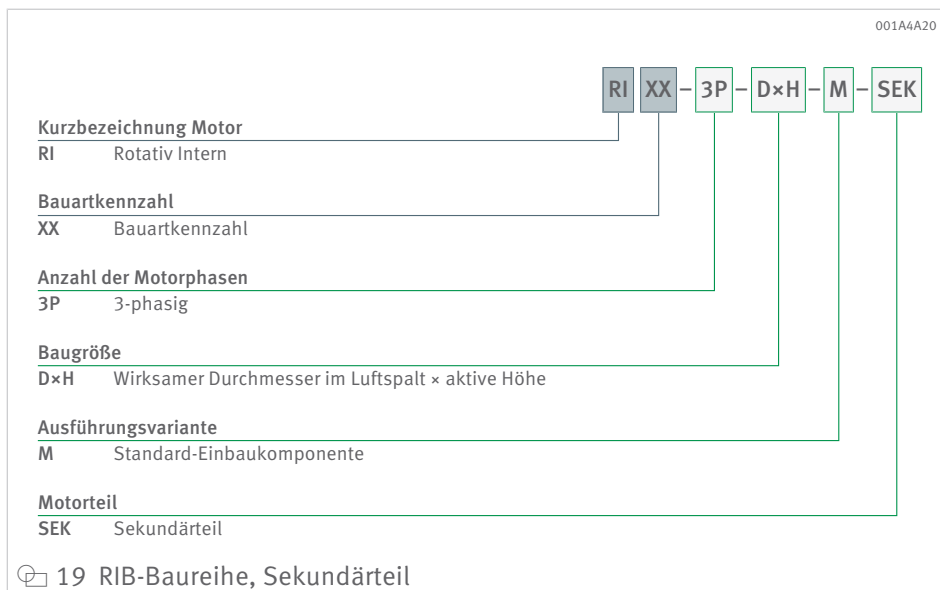 001A4A20
RI XX – 3P – D×H – M – SEK
Kurzbezeichnung Motor
RI Rotativ Intern
Bauartkennzahl
XX Bauartkennzahl
Anzahl der Motorphasen
3P 3-phasig
Baugröße
D×H Wirksamer Durchmesser im Luftspalt × aktive Höhe
Ausführungsvariante
M Standard-Einbaukomponente
Motorteil
SEK Sekundärteil
19 RIB-Baureihe, Sekundärteil